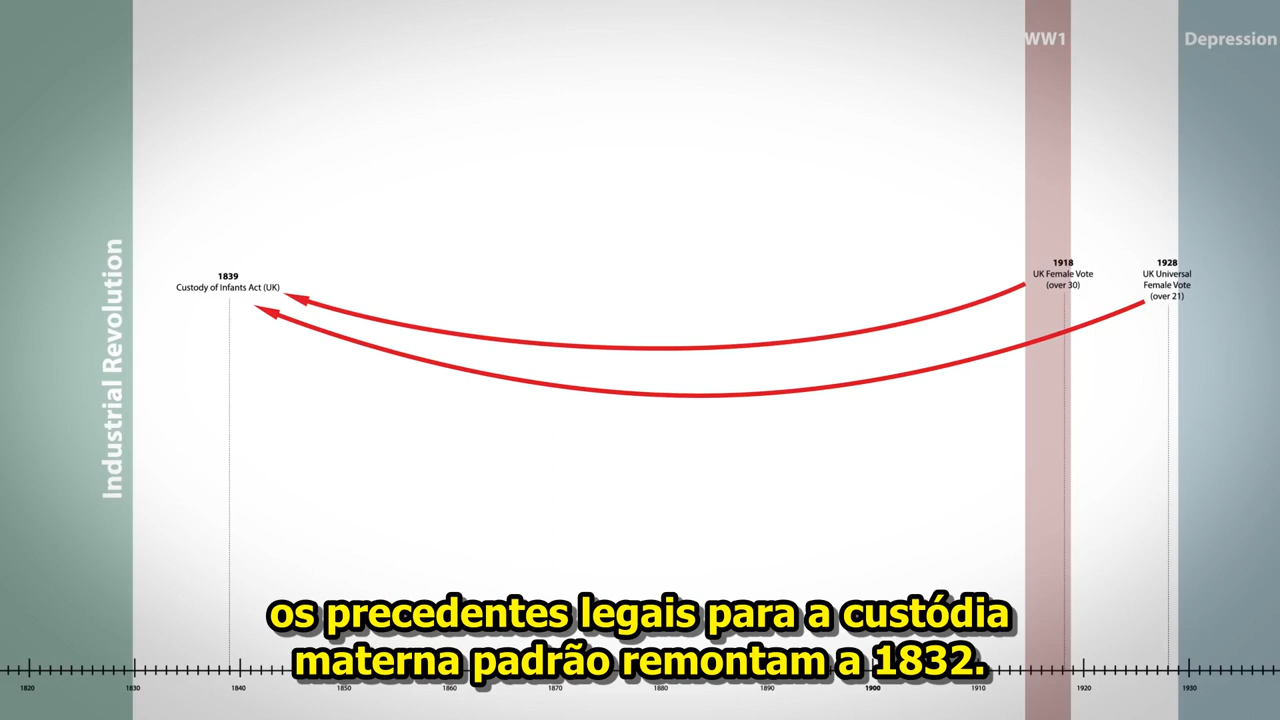 WW1
Depression
Industrial Revolution
1839
Custody of Infants Act (UK)
1918
UK Female Vote
(over 30)
1928
UK Universal
Female Vote
(over 21)
os precedentes legais para a custódia
materna padrão remontam a 1832.
1820 1830 1840 1850 1860 1870 1880 1890 1900 1910 1920 1930